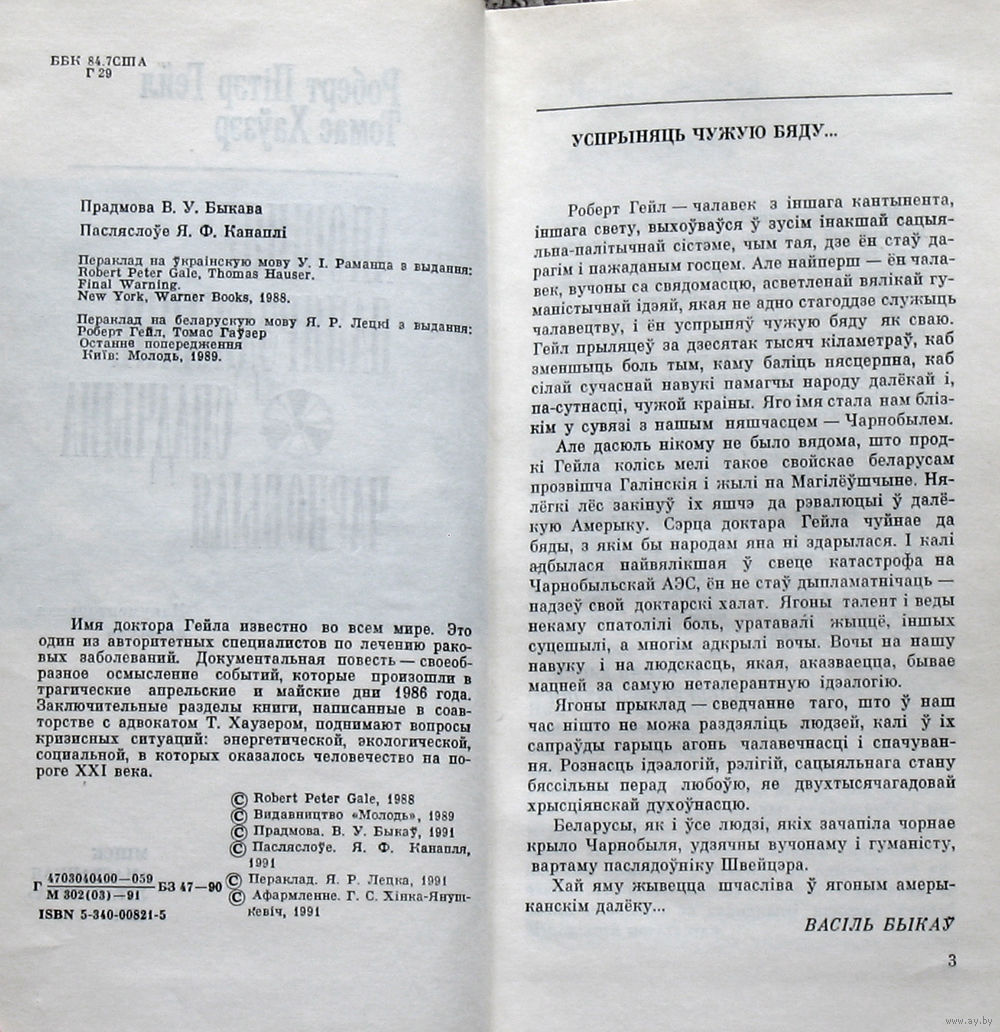 ББК 84.7США
Г 29
Роберт Пітэр Гейл
Томас Хаўзэр
Прадмова В. У. Быкава
Пасляслоўе Я. Ф. Канаплі
Пераклад на ўкраінскую мову У. І. Раманца з выдання:
Robert Peter Gale, Thomas Hauser.
Final Warning.
New York, Warner Books, 1988.
Пераклад на беларускую мову Я. Р. Лецкі з выдання:
Роберт Гейл, Томас Гаўзер
Останнє попередження
Київ: Молодь, 1989.
СПАДЧЫНА
ЧАРНОБЫЛЯ
Имя доктора Гейла известно во всем мире. Это
один из авторитетных специалистов по лечению рако-
вых заболеваний. Документальная повесть — своеоб-
разное осмысление событий, которые произошли в
трагические апрельские и майские дни 1986 года.
Заключительные разделы книги, написанные в соав-
торстве с адвокатом Т. Хаузером, поднимают вопросы
кризисных ситуаций: энергетической, экологической,
социальной, в которых оказалось человечество на по-
роге XXI века.
© Robert Peter Gale, 1988
© Видавництво «Молодь», 1989
© Прадмова. В. У. Быкаў, 1991
© Пасляслоўе. Я. Ф. Канапля,
1991
Г 4703040400—059
М 302(03)—91 БЗ 47—90
© Пераклад. Я. Р. Лецка, 1991
© Афармленне. Г. С. Хінка-Януш-
кевіч, 1991
ISBN 5-340-00821-5
МІНСК
УСПРЫНЯЦЬ ЧУЖУЮ БЯДУ...
Роберт Гейл — чалавек з іншага кантынента,
іншага свету, выхоўваўся ў зусім інакшай сацыя-
льна-палітычнай сістэме, чым тая, дзе ён стаў да-
рагім і пажаданым госцем. Але найперш — ён чала-
век, вучоны са свядомасцю, асветленай вялікай гу-
маністычнай ідэяй, якая не адно стагоддзе служыць
чалавецтву, і ён успрыняў чужую бяду як сваю.
Гейл прыляцеў за дзесятак тысяч кіламетраў, каб
зменшыць боль тым, каму баліць нясцерпна, каб
сілай сучаснай навукі памагчы народу далёкай і,
па-сутнасці, чужой краіны. Яго імя стала нам бліз-
кім у сувязі з нашым няшчасцем — Чарнобылем.
Але дасюль нікому не было вядома, што прод-
кі Гейла колісь мелі такое свойскае беларусам
прозвішча Галінскія і жылі на Магілёўшчыне. Ня-
лёгкі лёс закінуў іх яшчэ да рэвалюцыі ў далё-
кую Амерыку. Сэрца доктара Гейла чуйнае да
бяды, з якім бы народам яна ні здарылася. І калі
адбылася найвялікшая ў свеце катастрофа на
Чарнобыльскай АЭС, ён не стаў дыпламатнічаць —
надзеў свой доктарскі халат. Ягоны талент і веды
некаму спатолілі боль, уратавалі жыццё, іншых
суцешылі, а многім адкрылі вочы. Вочы на нашу
навуку і на людскасць, якая, аказваецца, бывае
мацней за самую неталерантную ідэалогію.
Ягоны прыклад — сведчанне таго, што ў наш
час нішто не можа раздзяліць людзей, калі ў іх
сапраўды гарыць агонь чалавечнасці і спачуван-
ня. Рознасць ідэалогій, рэлігій, сацыяльнага стану
бяссільны перад любоўю, яе двухтысячагадовай
хрысціянскай духоўнасцю.
Беларусы, як і ўсе людзі, якіх зачапіла чорнае
крыло Чарнобыля, удзячны вучонаму і гуманісту,
вартаму паслядоўніку Швейцэра.
Хай яму жывецца шчасліва ў ягоным амеры-
канскім далёку...
ВАСІЛЬ БЫКАЎ
3
www.ay.by